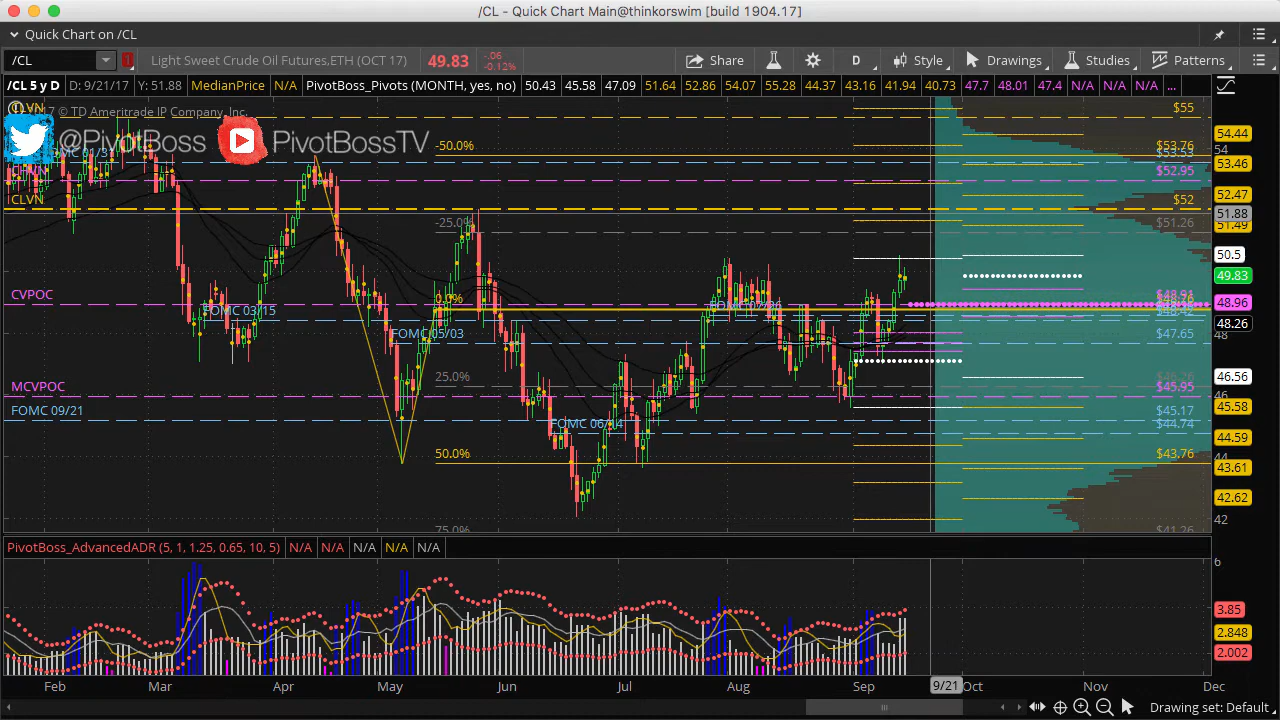 /CL - Quick Chart Main@thinkorswim [build 1904.17]
Quick Chart on /CL
/CL
Light Sweet Crude Oil Futures,ETH (OCT 17)
49.83
-.06
-0.12%
Share
D
Style
Drawings
Studies
Patterns
/CL 5 y D
D: 9/21/17
Y: 51.88
MedianPrice
N/A
PivotBoss_Pivots (MONTH, yes, no)
50.43
45.58
47.09
51.64
52.86
54.07
55.28
44.37
43.16
41.94
40.73
47.7
48.01
47.4
N/A
N/A
N/A
...
CLVN
© TD Ameritrade IP Company, Inc.
@PivotBoss
PivotBossTV
-50.0%
CLVN
-25.0%
CVPOC
FOMC 03/15
0.0%
FOMC 05/03
25.0%
MCVPOC
FOMC 09/21
50.0%
75.0%
$55
$53.76
$52.95
$52
$51.26
$48.91
$48.42
$47.65
$45.95
$45.17
$44.74
$43.76
$41.26
54.44
54
53.46
52.47
51.88
51.49
50.5
49.83
48.96
48.26
48
46.56
46
45.58
44.59
44
43.61
42.62
42
PivotBoss_AdvancedADR (5, 1, 1.25, 0.65, 10, 5)
N/A
N/A
N/A
N/A
N/A
6
3.85
2.848
2.002
Feb
Mar
Apr
May
Jun
Jul
Aug
Sep
9/21
Oct
Nov
Dec
Drawing set: Default